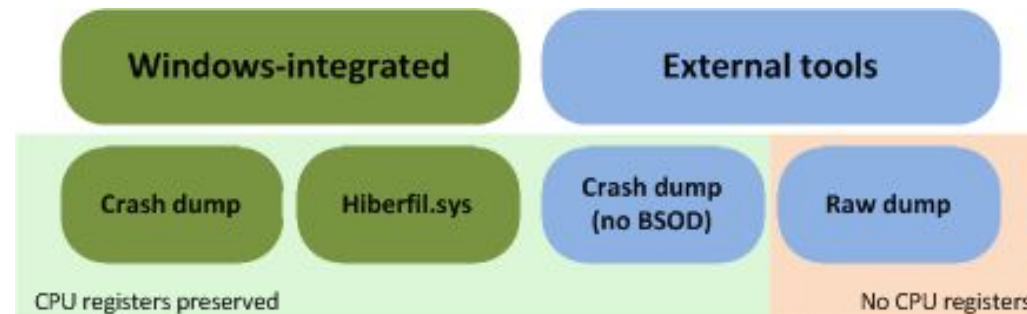 Windows-integrated
External tools
Crash dump
Hiberfil.sys
Crash dump
(no BSOD)
Raw dump
CPU registers preserved
No CPU registers